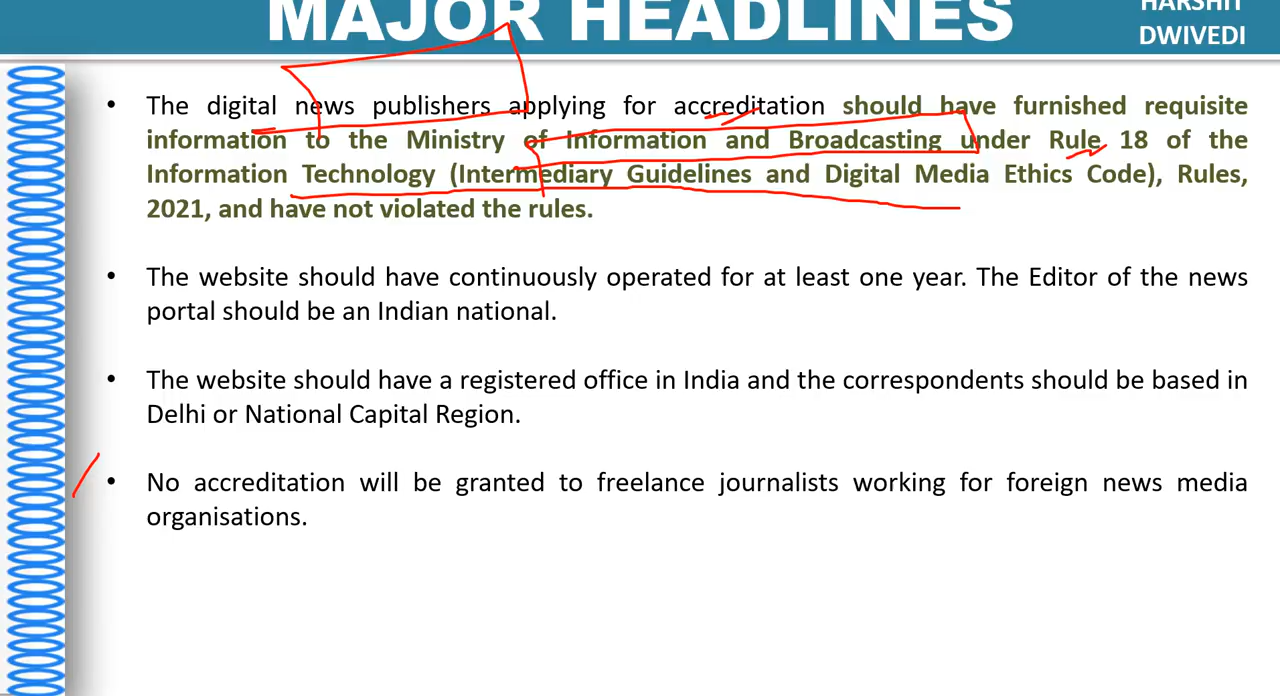 MAJOR HEADLINES
HARSHIT
DWIVEDI
• The digital news publishers applying for accreditation should have furnished requisite
information to the Ministry of Information and Broadcasting under Rule 18 of the
Information Technology (Intermediary Guidelines and Digital Media Ethics Code), Rules,
2021, and have not violated the rules.
• The website should have continuously operated for at least one year. The Editor of the news
portal should be an Indian national.
• The website should have a registered office in India and the correspondents should be based in
Delhi or National Capital Region.
• No accreditation will be granted to freelance journalists working for foreign news media
organisations.